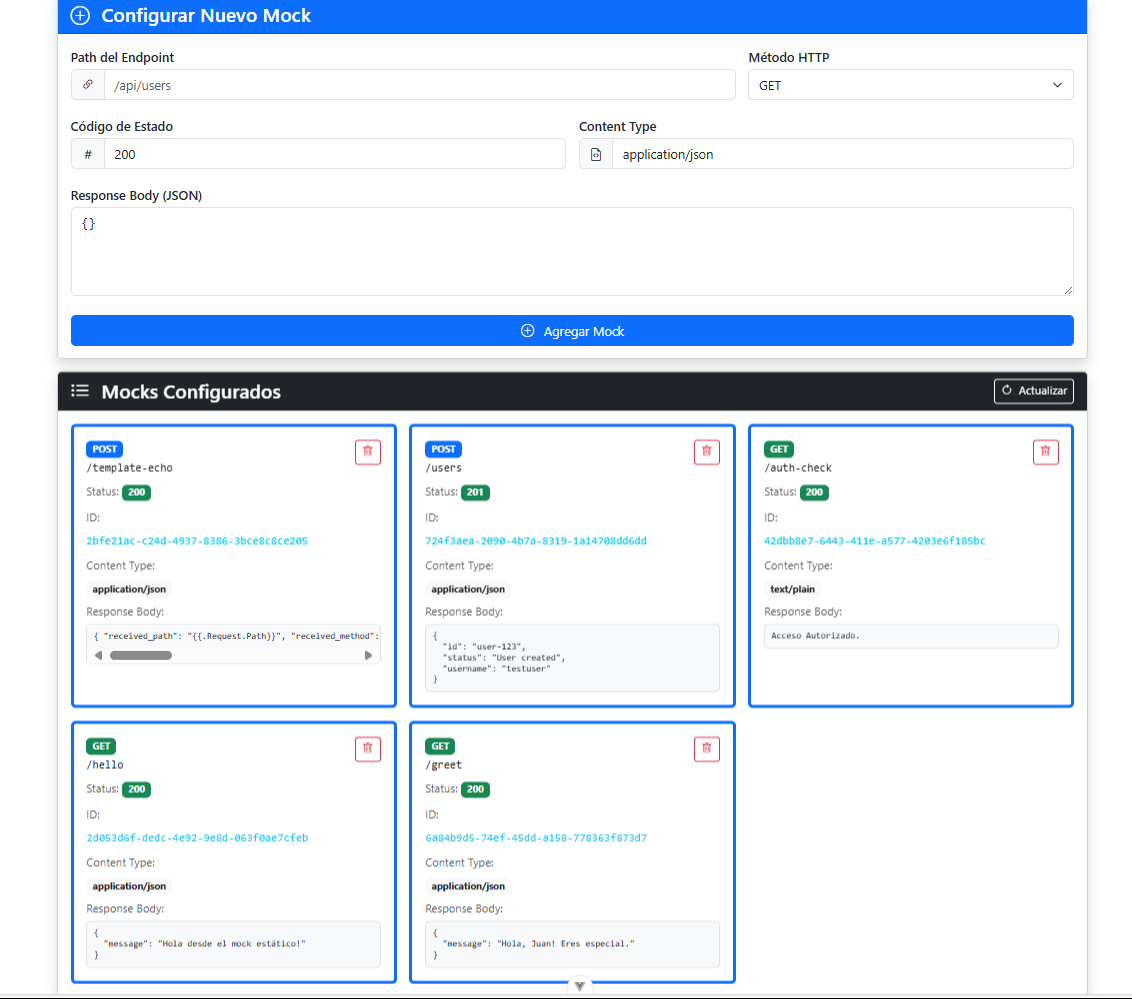 Configurar Nuevo Mock
Path del Endpoint
Método HTTP
/api/users
GET
Código de Estado
Content Type
# 200
application/json
Response Body (JSON)
{}
Agregar Mock
Mocks Configurados
Actualizar
POST
/template-echo
Status: 200
ID:
2bfe21ac-c24d-4937-8386-3bce8c8ce205
Content Type:
application/json
Response Body:
{ "received_path": "{{.Request.Path}}", "received_method":
POST
/users
Status: 201
ID:
724f3aea-2090-4b7a-8319-1a14708dd6dd
Content Type:
application/json
Response Body:
{
"id": "user-123",
"status": "User created",
"username": "testuser"
}
GET
/auth-check
Status: 200
ID:
42dbb8e7-6443-411e-a577-4203e6f185bc
Content Type:
text/plain
Response Body:
Acceso Autorizado.
GET
/hello
Status: 200
ID:
2d053d6f-dedc-4e92-9e8d-063f0ae7cfeb
Content Type:
application/json
Response Body:
{
"message": "Hola desde el mock estático!"
}
GET
/greet
Status: 200
ID:
6a84b9d5-74ef-45dd-a158-778363f873d7
Content Type:
application/json
Response Body:
{
"message": "Hola, Juan! Eres especial."
}